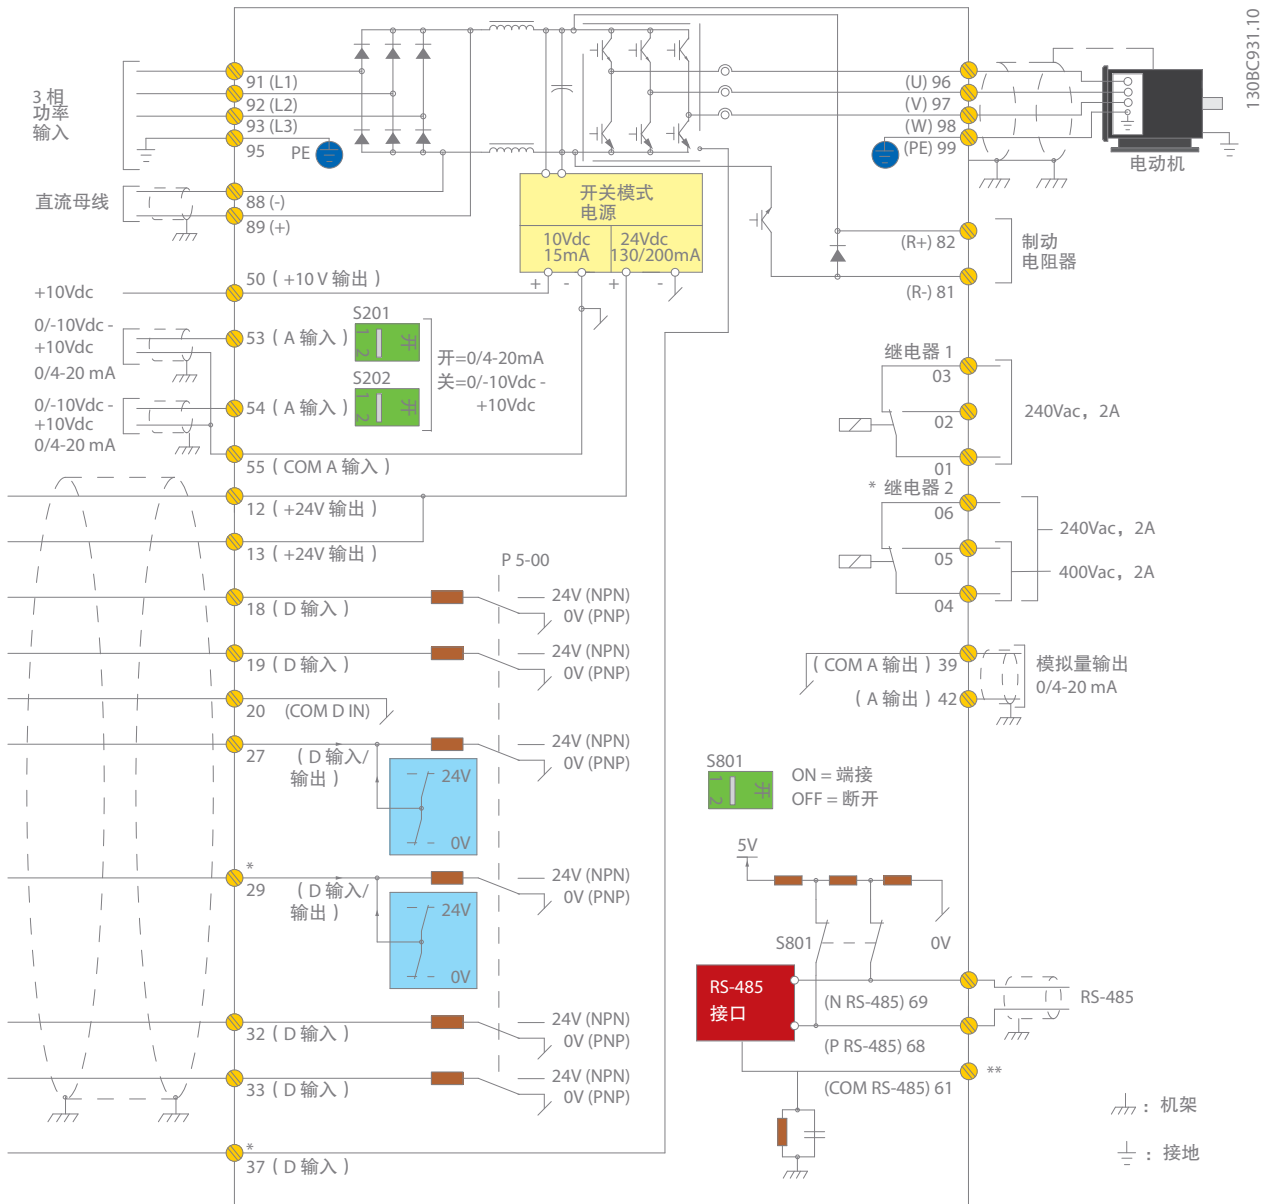 130BC931.10
3 相
功率
输入
91 (L1)
92 (L2)
93 (L3)
95
PE
直流母线
88 (-)
89 (+)
+10Vdc
50（+10 V 输出）
0/-10Vdc -
+10Vdc
0/4-20 mA
53（A 输入）
0/-10Vdc -
+10Vdc
0/4-20 mA
54（A 输入）
55（COM A 输入）
12（+24V 输出）
13（+24V 输出）
18（D 输入）
19（D 输入）
20 (COM D IN)
27（D 输入/
输出）
*
29（D 输入/
输出）
32（D 输入）
33（D 输入）
*
37（D 输入）
开关模式
电源
10Vdc
15mA
24Vdc
130/200mA
+ - + -
S201
1 2 开
S202
1 2 开
开=0/4-20mA
关=0/-10Vdc -
+10Vdc
P 5-00
24V (NPN)
0V (PNP)
24V (NPN)
0V (PNP)
24V (NPN)
0V (PNP)
24V
0V
24V (NPN)
0V (PNP)
24V
0V
24V (NPN)
0V (PNP)
24V (NPN)
0V (PNP)
(U) 96
(V) 97
(W) 98
(PE) 99
电动机
(R+) 82
制动
电阻器
(R-) 81
继电器 1
03
02
01
240Vac，2A
* 继电器 2
06
05
04
240Vac，2A
400Vac，2A
（COM A 输出）39
（A 输出）42
模拟量输出
0/4-20 mA
S801
1 2 开
ON = 端接
OFF = 断开
5V
S801
0V
RS-485
接口
(N RS-485) 69
(P RS-485) 68
RS-485
(COM RS-485) 61
**
：机架
：接地